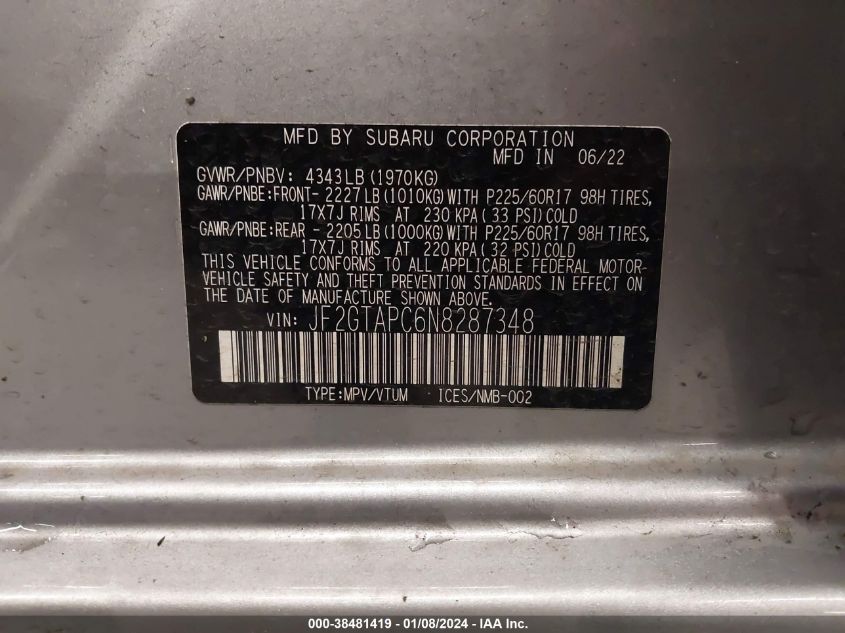 MFD BY SUBARU CORPORATION
MFD IN 06/22
GVWR/PNBV: 4343LB (1970KG)
GAWR/PNBE:FRONT- 2227LB(1010KG)WITH P225/60R17 98H TIRES,
17X7J RIMS AT 230 KPA( 33 PSI)COLD
GAWR/PNBE:REAR - 2205LB(1000KG)WITH P225/60R17 98H TIRES,
17X7J RIMS AT 220 KPA( 32 PSI)COLD
THIS VEHICLE CONFORMS TO ALL APPLICABLE FEDERAL MOTOR-
VEHICLE SAFETY AND THEFT PREVENTION STANDARDS IN EFFECT ON
THE DATE OF MANUFACTURE SHOWN ABOVE.
VIN: JF2GTAPC6N8287348
TYPE:MPV/VTUM ICES/NMB-002
000-38481419 - 01/08/2024 - IAA Inc.